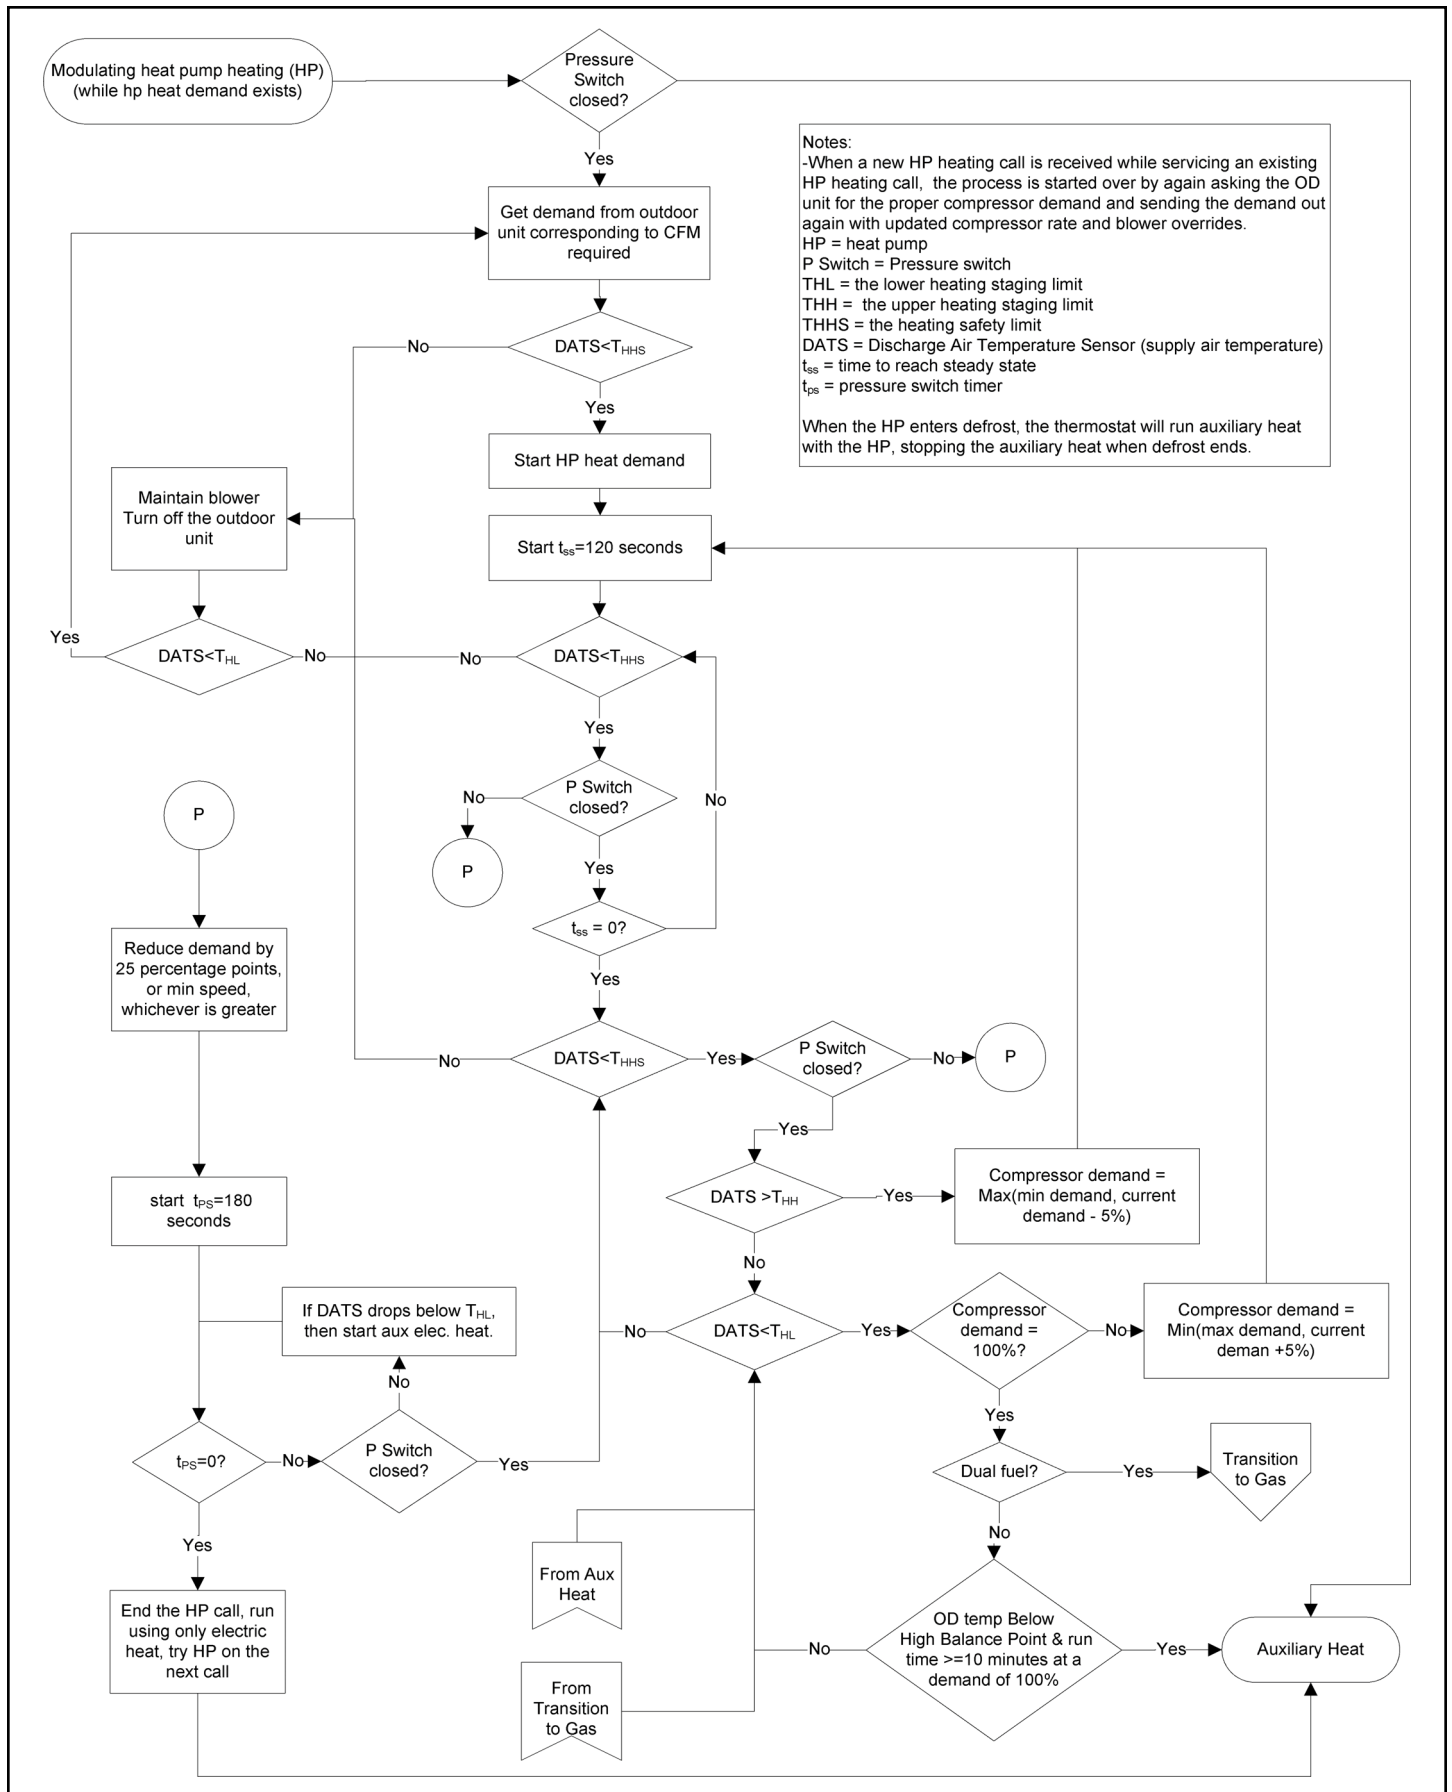 Modulating heat pump heating (HP)
(while hp heat demand exists)
Pressure
Switch
closed?
Yes
Notes:
-When a new HP heating call is received while servicing an existing
HP heating call,  the process is started over by again asking the OD
unit for the proper compressor demand and sending the demand out
again with updated compressor rate and blower overrides.
HP = heat pump
P Switch = Pressure switch
THL = the lower heating staging limit
THH =  the upper heating staging limit
THHS = the heating safety limit
DATS = Discharge Air Temperature Sensor (supply air temperature)
tss = time to reach steady state
tps = pressure switch timer
When the HP enters defrost, the thermostat will run auxiliary heat
with the HP, stopping the auxiliary heat when defrost ends.
Get demand from outdoor
unit corresponding to CFM
required
No
DATS<THHS
Yes
Start HP heat demand
Maintain blower
Turn off the outdoor
unit
Start tss=120 seconds
Yes
DATS<THL
No
No
DATS<THHS
Yes
P Switch
closed?
No
No
P
Yes
tss = 0?
Yes
P
Reduce demand by
25 percentage points,
or min speed,
whichever is greater
No
DATS<THHS
Yes
P Switch
closed?
No
P
Yes
start  tPS=180
seconds
DATS >THH
Yes
Compressor demand =
Max(min demand, current
demand - 5%)
No
If DATS drops below THL,
then start aux elec. heat.
No
DATS<THL
Yes
Compressor
demand =
100%?
No
Compressor demand =
Min(max demand, current
deman +5%)
No
Yes
tPS=0?
No
P Switch
closed?
Yes
Dual fuel?
Yes
Transition
to Gas
Yes
No
From Aux
Heat
End the HP call, run
using only electric
heat, try HP on the
next call
No
OD temp Below
High Balance Point & run
time >=10 minutes at a
demand of 100%
Yes
Auxiliary Heat
From
Transition
to Gas